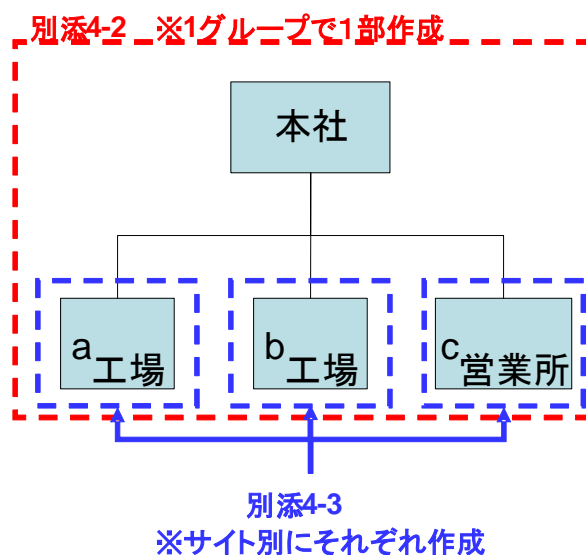 別添4-2 ※1グループで1部作成
本社
a工場
b工場
c営業所
別添4-3
※サイト別にそれぞれ作成